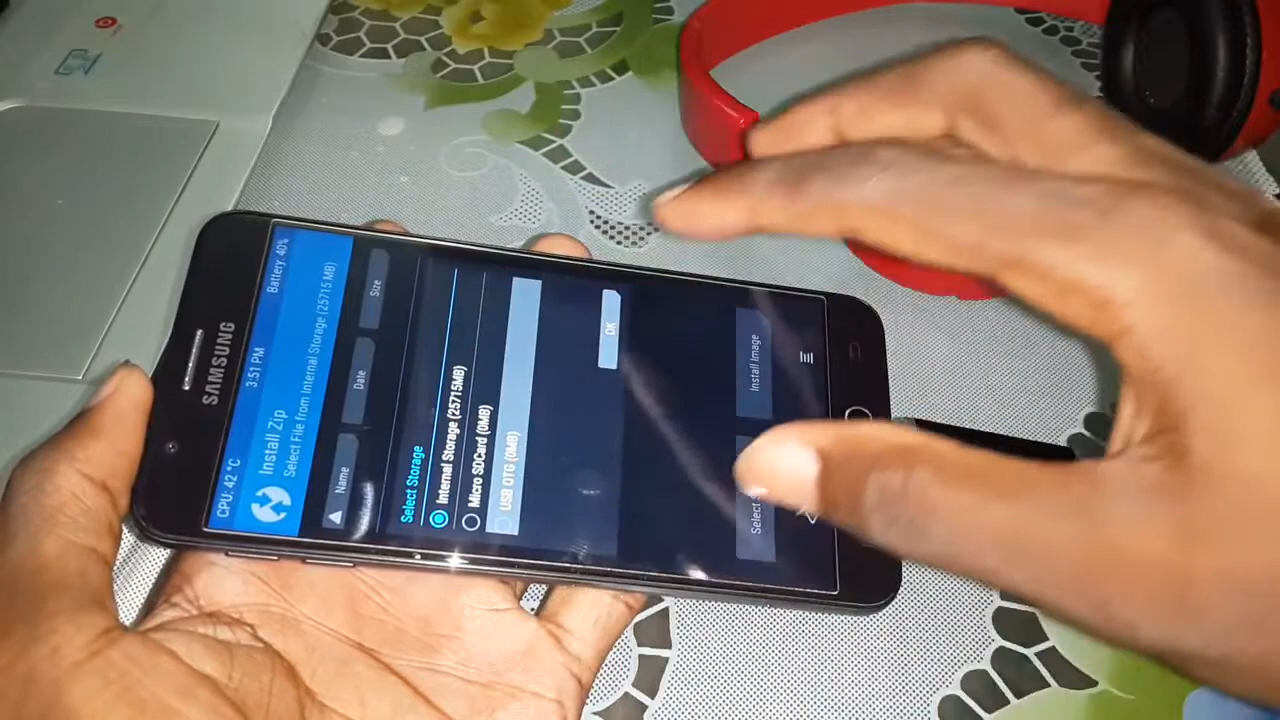 SAMSUNG
CPU: 42 °C
3:51 PM
Battery: 40%
Install Zip
Select File from Internal Storage (25715 MB)
Name
Date
Size
Select Storage
Internal Storage (25715MB)
Micro SDCard (0MB)
USB OTG (0MB)
OK
Select
Install Image